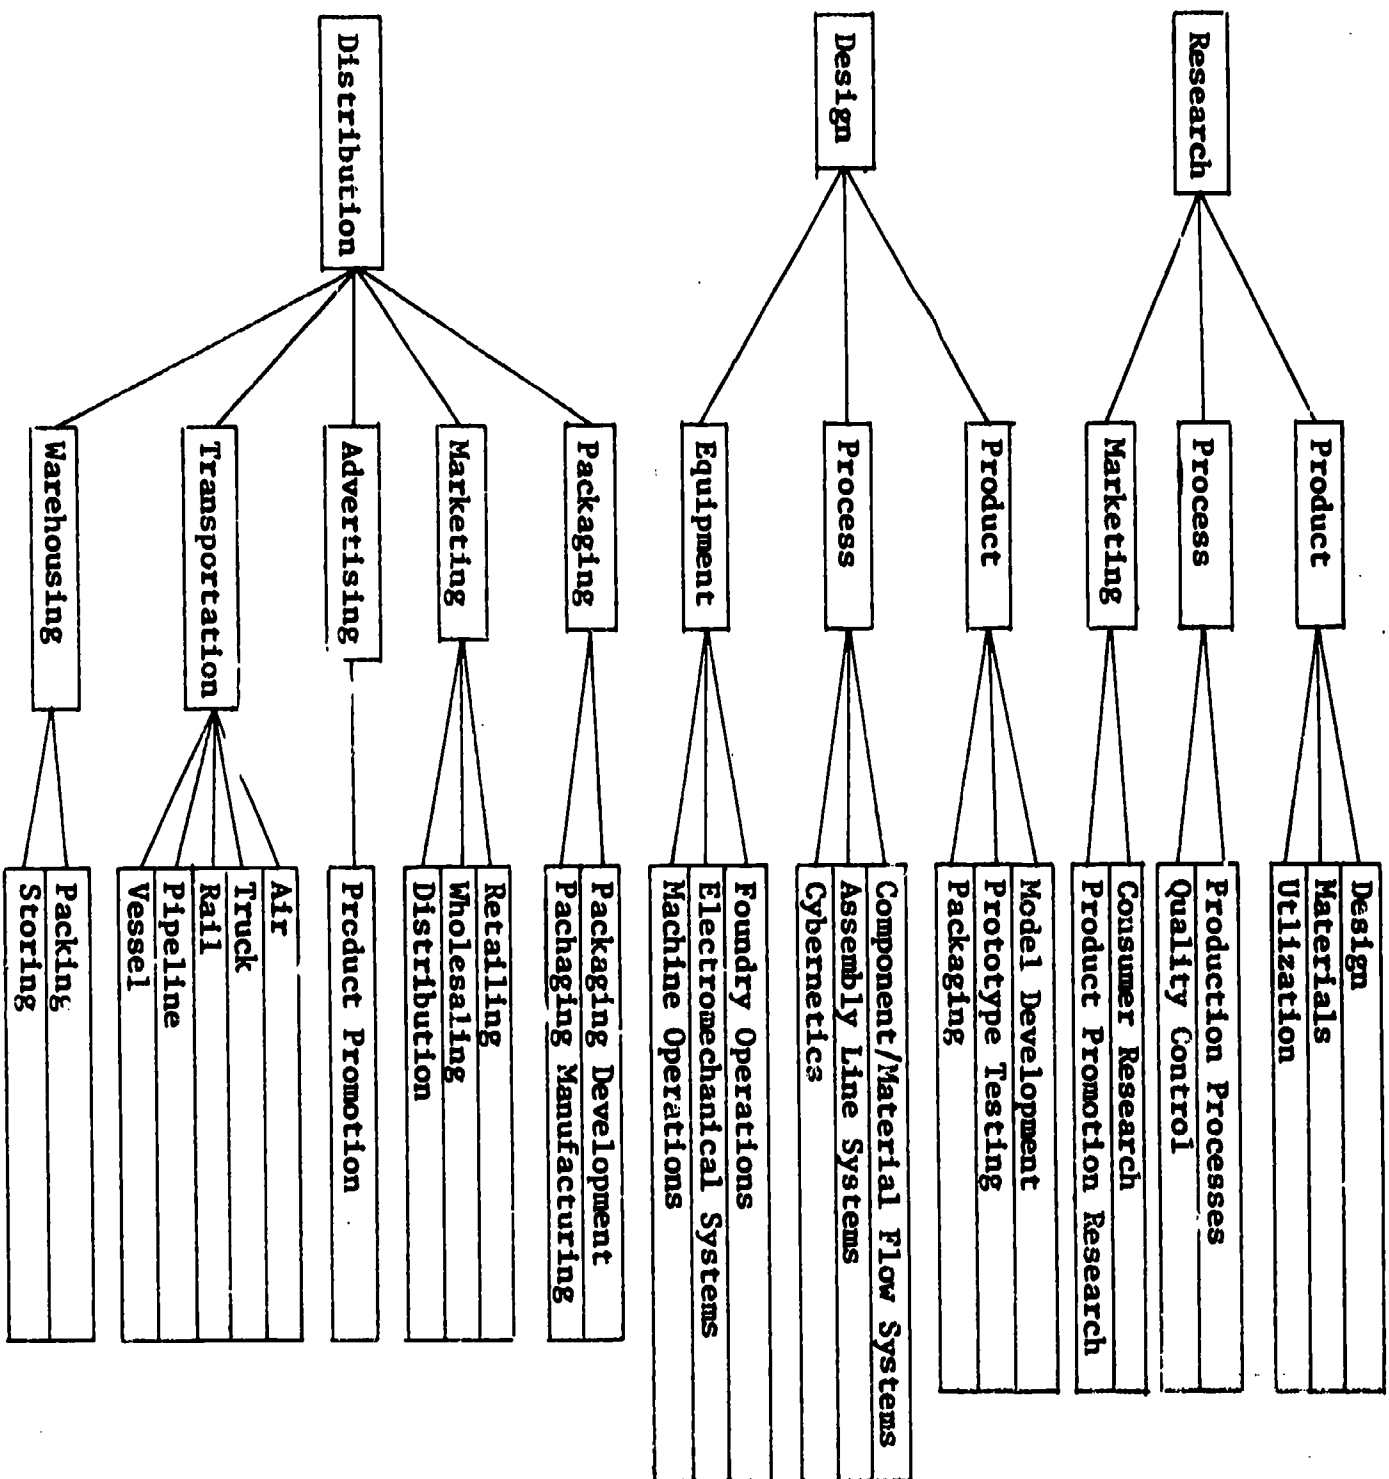 Research
Product
Design
Materials
Utilization
Process
Production Processes
Quality Control
Marketing
Consumer Research
Product Promotion Research
Design
Product
Model Development
Prototype Testing
Packaging
Process
Component/Material Flow Systems
Assembly Line Systems
Cybernetics
Equipment
Foundry Operations
Electromechanical Systems
Machine Operations
Distribution
Packaging
Packaging Development
Pachaging Manufacturing
Marketing
Retailing
Wholesaling
Distribution
Advertising
Product Promotion
Transportation
Air
Truck
Rail
Pipeline
Vessel
Warehousing
Packing
Storing